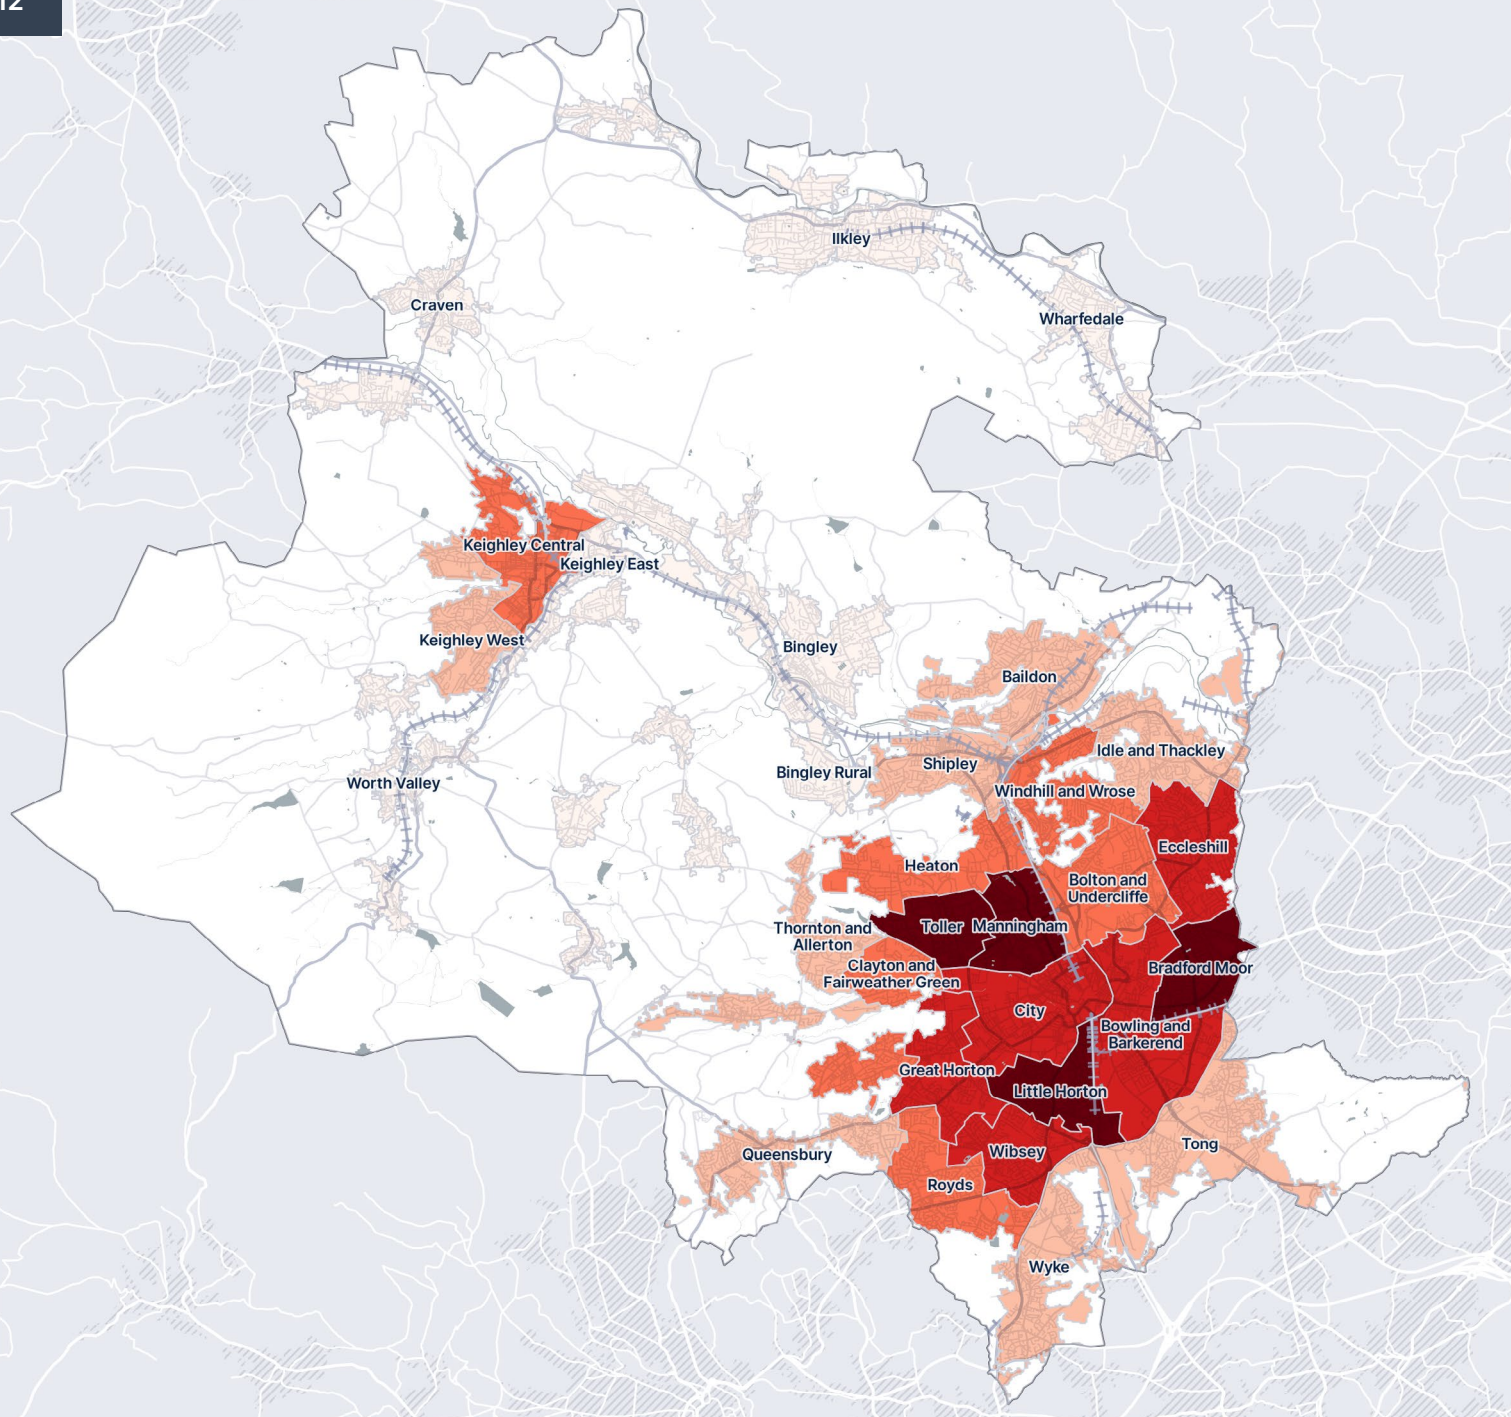 12
Ilkley
Craven
Wharfedale
Keighley Central
Keighley East
Keighley West
Bingley
Baildon
Idle and Thackley
Shipley
Bingley Rural
Worth Valley
Windhill and Wrose
Eccleshill
Heaton
Bolton and
Undercliffe
Thornton and
Allerton
Toller
Manningham
Clayton and
Fairweather Green
Bradford Moor
City
Bowling and
Barkerend
Great Horton
Little Horton
Tong
Queensbury
Wibsey
Royds
Wyke